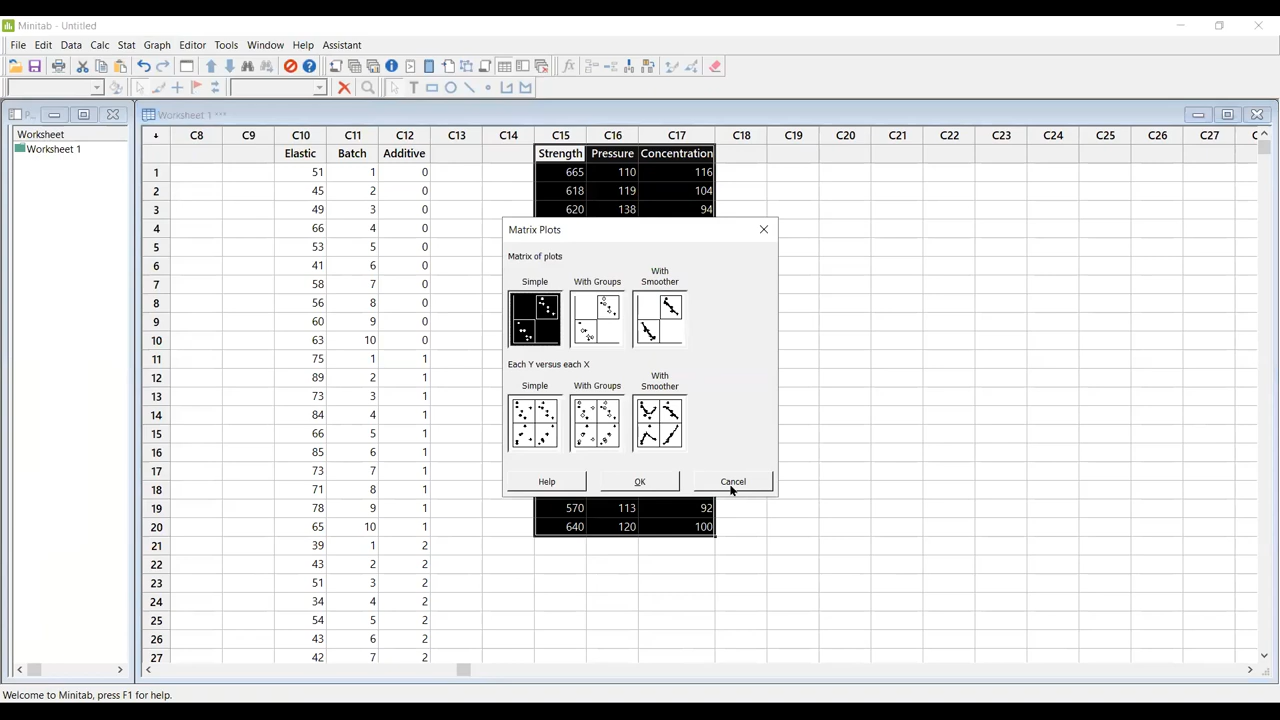 Minitab - Untitled
File Edit Data Calc Stat Graph Editor Tools Window Help Assistant
P... Worksheet 1 ***
Worksheet
Worksheet 1
C8 C9 C10 C11 C12 C13 C14 C15 C16 C17 C18 C19 C20 C21 C22 C23 C24 C25 C26 C27 C
Elastic Batch Additive Strength Pressure Concentration
1 51 1 0 665 110 116
2 45 2 0 618 119 104
3 49 3 0 620 138 94
4 66 4 0
5 53 5 0
6 41 6 0
7 58 7 0
8 56 8 0
9 60 9 0
10 63 10 0
11 75 1 1
12 89 2 1
13 73 3 1
14 84 4 1
15 66 5 1
16 85 6 1
17 73 7 1
18 71 8 1
19 78 9 1 570 113 92
20 65 10 1 640 120 100
21 39 1 2
22 43 2 2
23 51 3 2
24 34 4 2
25 54 5 2
26 43 6 2
27 42 7 2
Matrix Plots
Matrix of plots
Simple With Groups With Smoother
Each Y versus each X
Simple With Groups With Smoother
Help OK Cancel
Welcome to Minitab, press F1 for help.